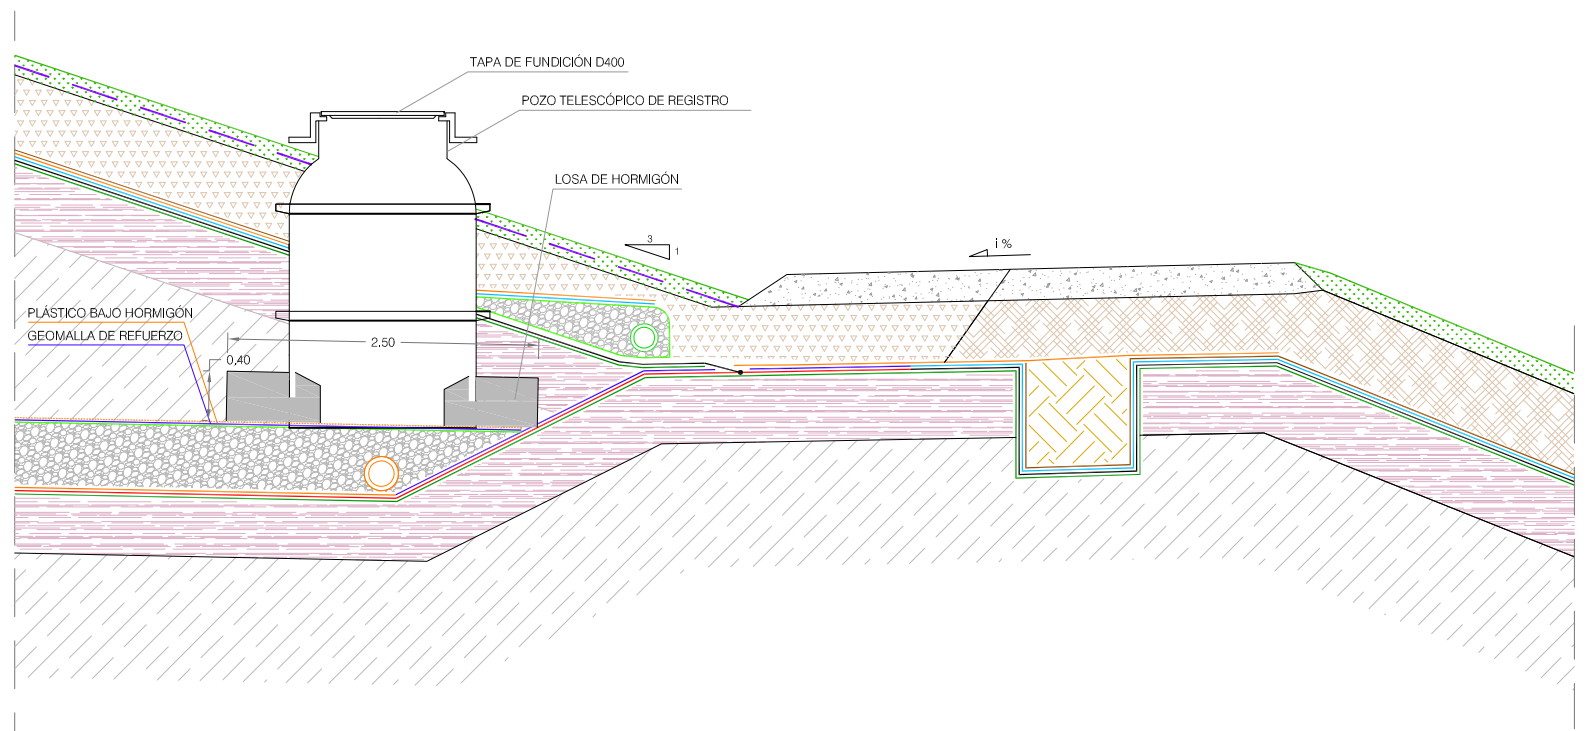 TAPA DE FUNDICIÓN D400
POZO TELESCÓPICO DE REGISTRO
LOSA DE HORMIGÓN
3
1
i %
PLÁSTICO BAJO HORMIGÓN
GEOMALLA DE REFUERZO
2.50
0,40